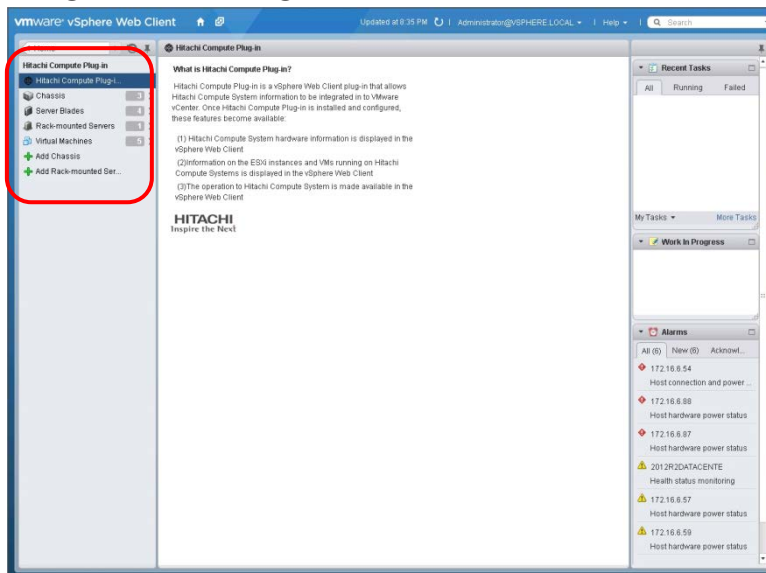 vmware® vSphere Web Client
Updated at 8:35 PM | Administrator@VSPHERE.LOCAL | Help | Search
Hitachi Compute Plug-in
Hitachi Compute Plug-i...
Chassis 3
Server Blades 4
Rack-mounted Servers 1
Virtual Machines 5
Add Chassis
Add Rack-mounted Ser...
Hitachi Compute Plug-in
What is Hitachi Compute Plug-in?
Hitachi Compute Plug-in is a vSphere Web Client plug-in that allows
Hitachi Compute System information to be integrated in to VMware
vCenter. Once Hitachi Compute Plug-in is installed and configured,
these features become available:
(1) Hitachi Compute System hardware information is displayed in the
vSphere Web Client
(2)Information on the ESXi instances and VMs running on Hitachi
Compute Systems is displayed in the vSphere Web Client
(3)The operation to Hitachi Compute System is made available in the
vSphere Web Client
HITACHI
Inspire the Next
Recent Tasks
All Running Failed
My Tasks More Tasks
Work In Progress
Alarms
All (6) New (6) Acknowl...
172.16.6.54
Host connection and power ...
172.16.6.88
Host hardware power status
172.16.6.87
Host hardware power status
2012R2DATACENTE
Health status monitoring
172.16.6.57
Host hardware power status
172.16.6.59
Host hardware power status